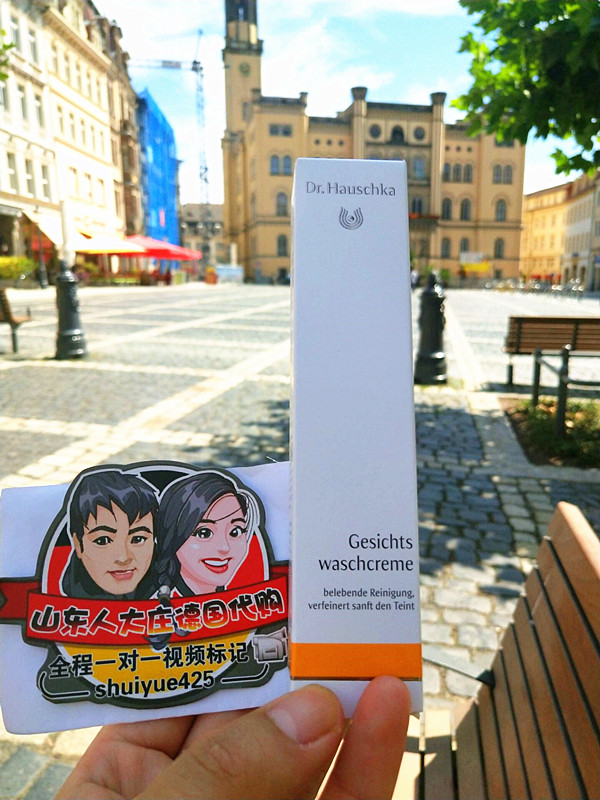 Dr. Hauschka
Gesichts
waschcreme
belebende Reinigung,
verfeinert sanft den Teint
山东人大庄德国代购
全程一对一视频标记
shuiyue425